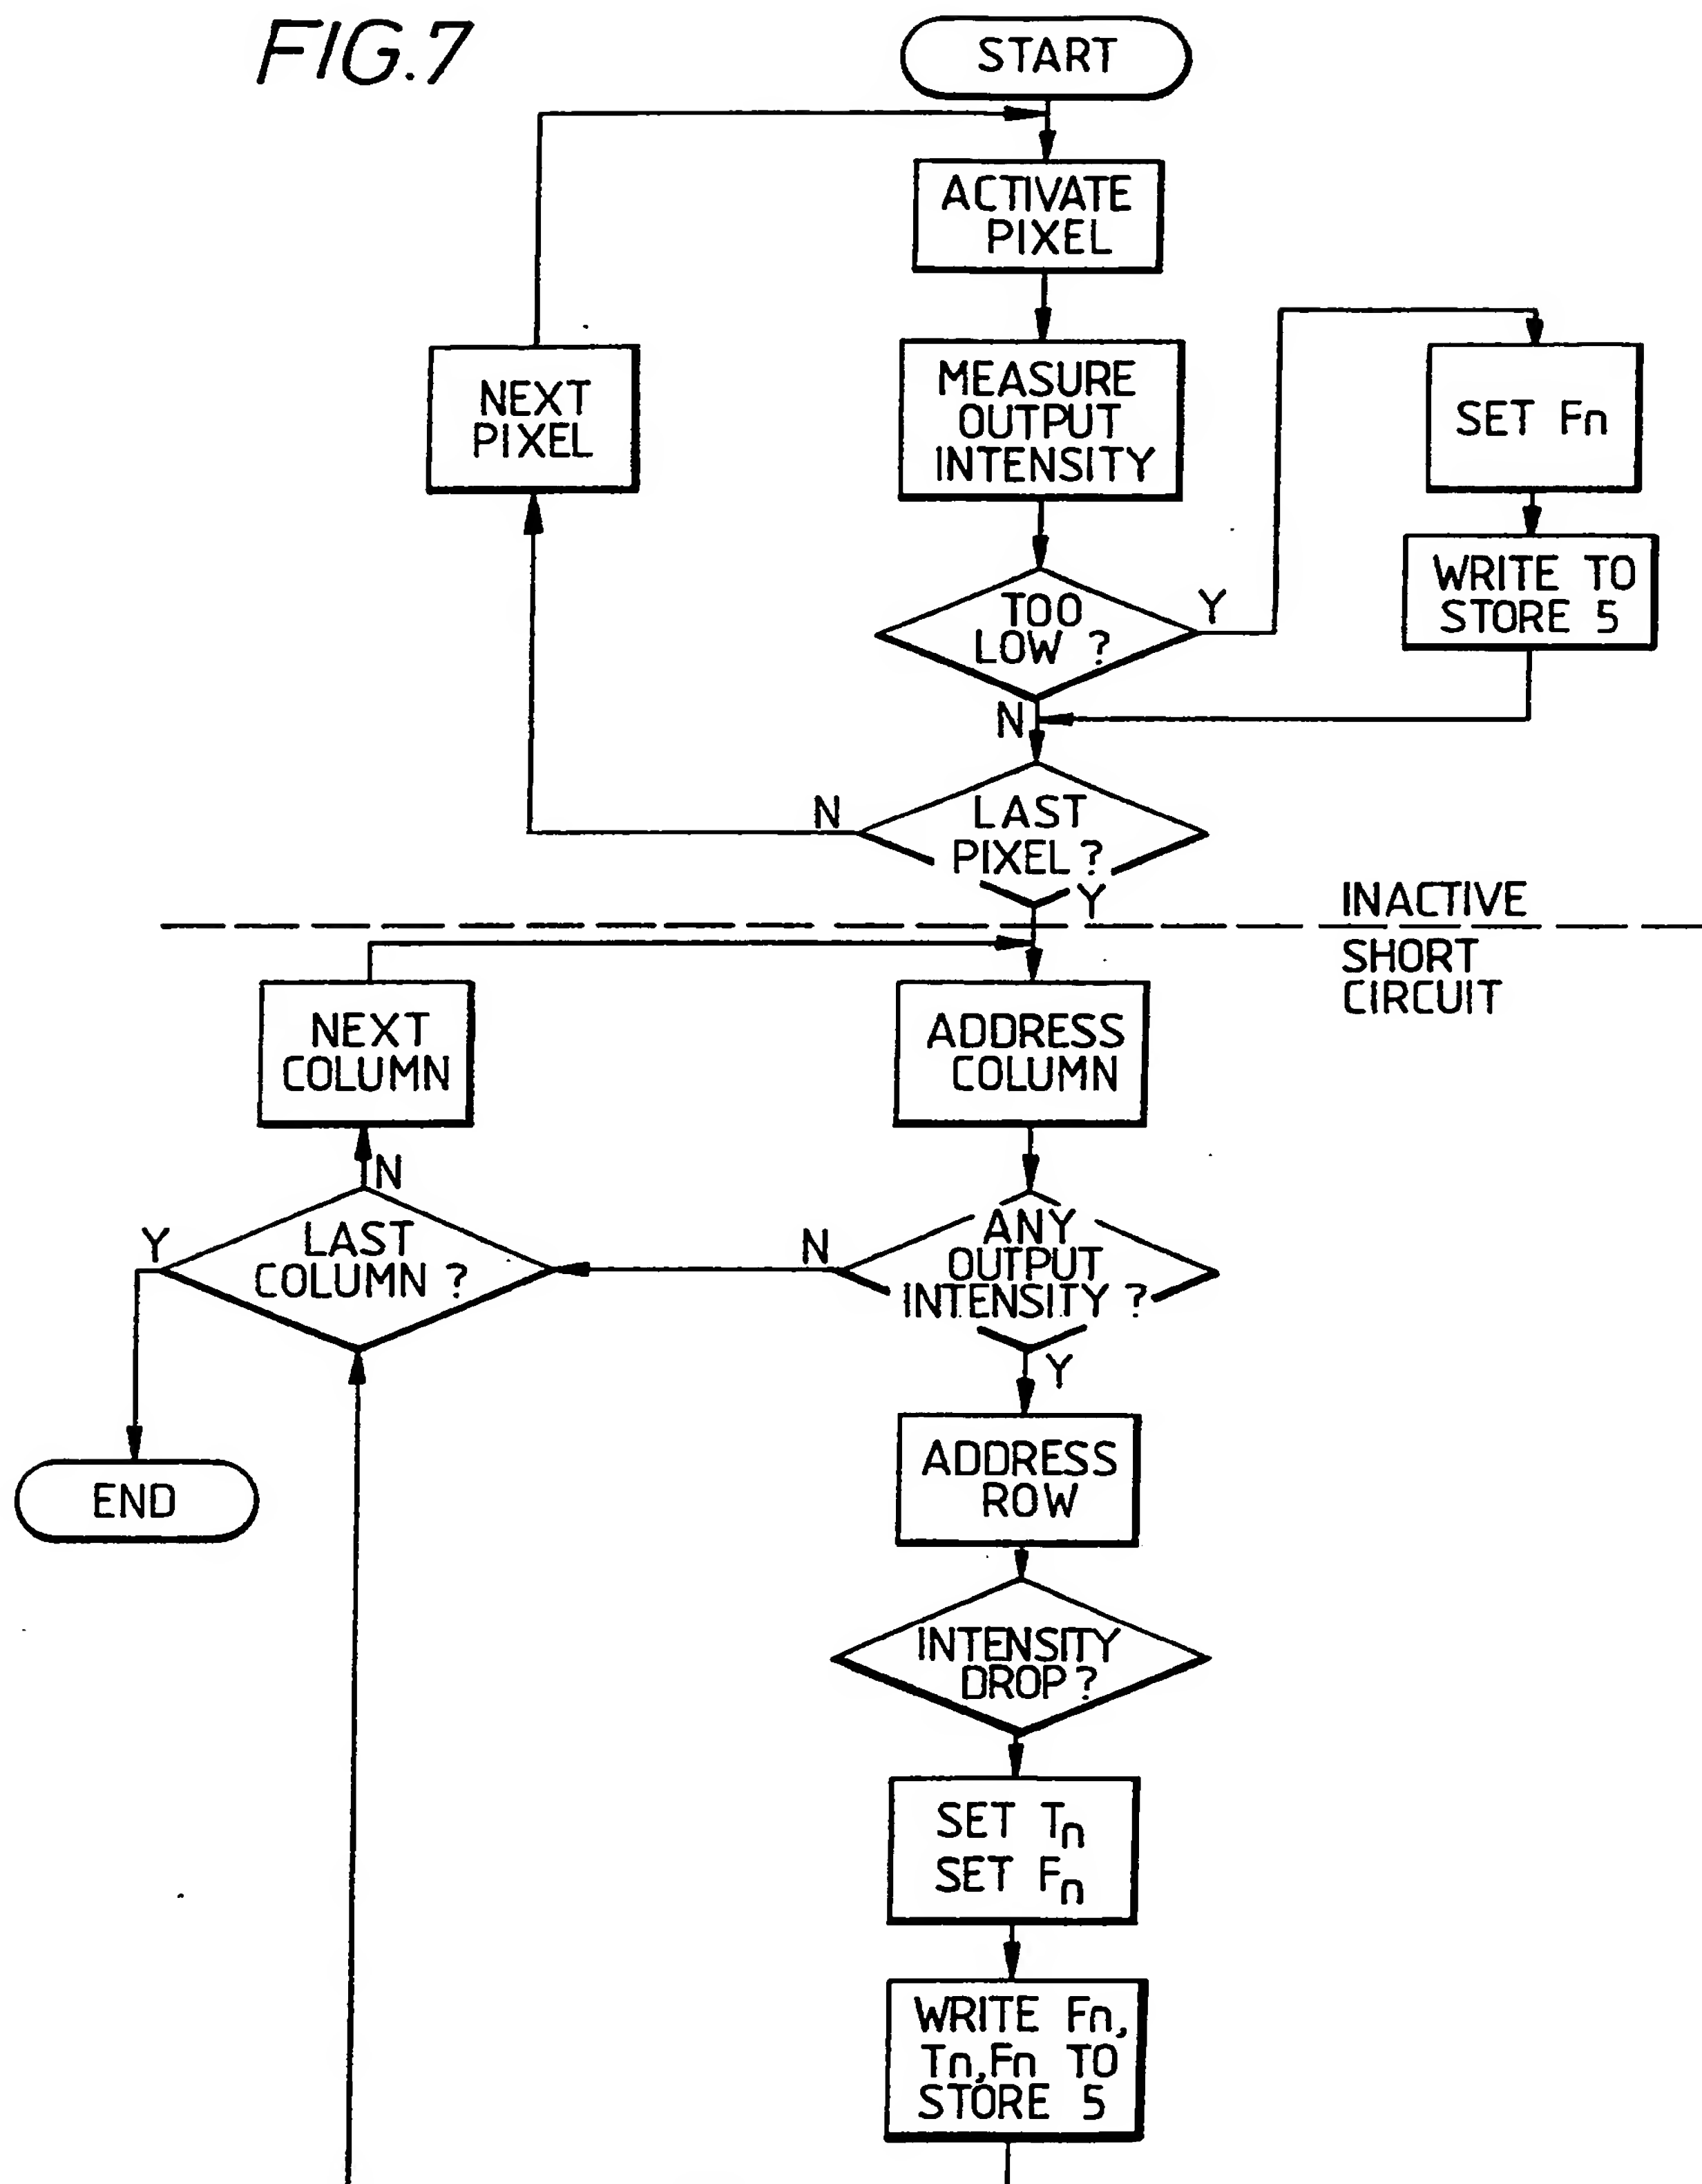 FIG.7
START
ACTIVATE
PIXEL
NEXT
PIXEL
MEASURE
OUTPUT
INTENSITY
SET Fn
WRITE TO
STORE 5
TOO
LOW ?
Y
N
LAST
PIXEL?
N
Y
INACTIVE
SHORT
CIRCUIT
NEXT
COLUMN
ADDRESS
COLUMN
N
LAST
COLUMN ?
Y
N
ANY
OUTPUT
INTENSITY ?
Y
END
ADDRESS
ROW
INTENSITY
DROP?
SET Tn
SET Fn
WRITE Fn,
Tn,Fn TO
STORE 5